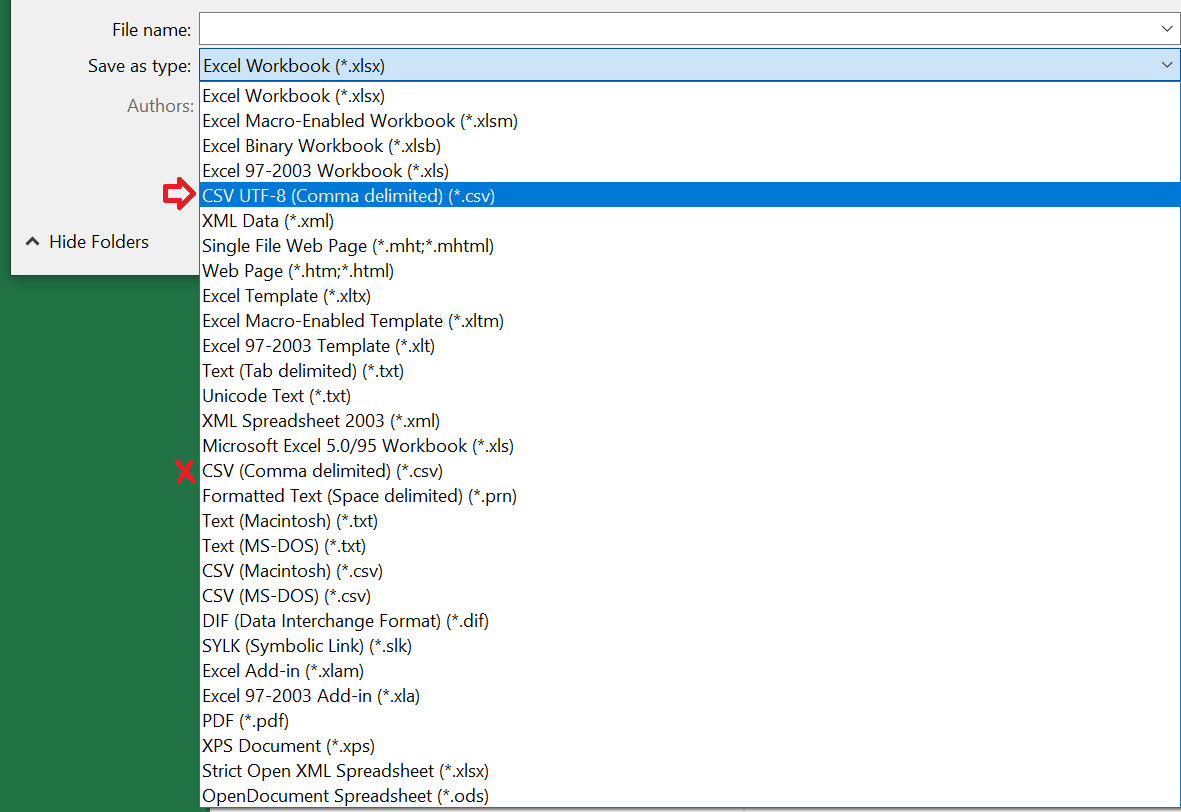 File name:
Save as type: Excel Workbook (*.xlsx)
Authors:
Hide Folders
Excel Workbook (*.xlsx)
Excel Macro-Enabled Workbook (*.xlsm)
Excel Binary Workbook (*.xlsb)
Excel 97-2003 Workbook (*.xls)
CSV UTF-8 (Comma delimited) (*.csv)
XML Data (*.xml)
Single File Web Page (*.mht;*.mhtml)
Web Page (*.htm;*.html)
Excel Template (*.xltx)
Excel Macro-Enabled Template (*.xltm)
Excel 97-2003 Template (*.xlt)
Text (Tab delimited) (*.txt)
Unicode Text (*.txt)
XML Spreadsheet 2003 (*.xml)
Microsoft Excel 5.0/95 Workbook (*.xls)
CSV (Comma delimited) (*.csv)
Formatted Text (Space delimited) (*.prn)
Text (Macintosh) (*.txt)
Text (MS-DOS) (*.txt)
CSV (Macintosh) (*.csv)
CSV (MS-DOS) (*.csv)
DIF (Data Interchange Format) (*.dif)
SYLK (Symbolic Link) (*.slk)
Excel Add-in (*.xlam)
Excel 97-2003 Add-in (*.xla)
PDF (*.pdf)
XPS Document (*.xps)
Strict Open XML Spreadsheet (*.xlsx)
OpenDocument Spreadsheet (*.ods)